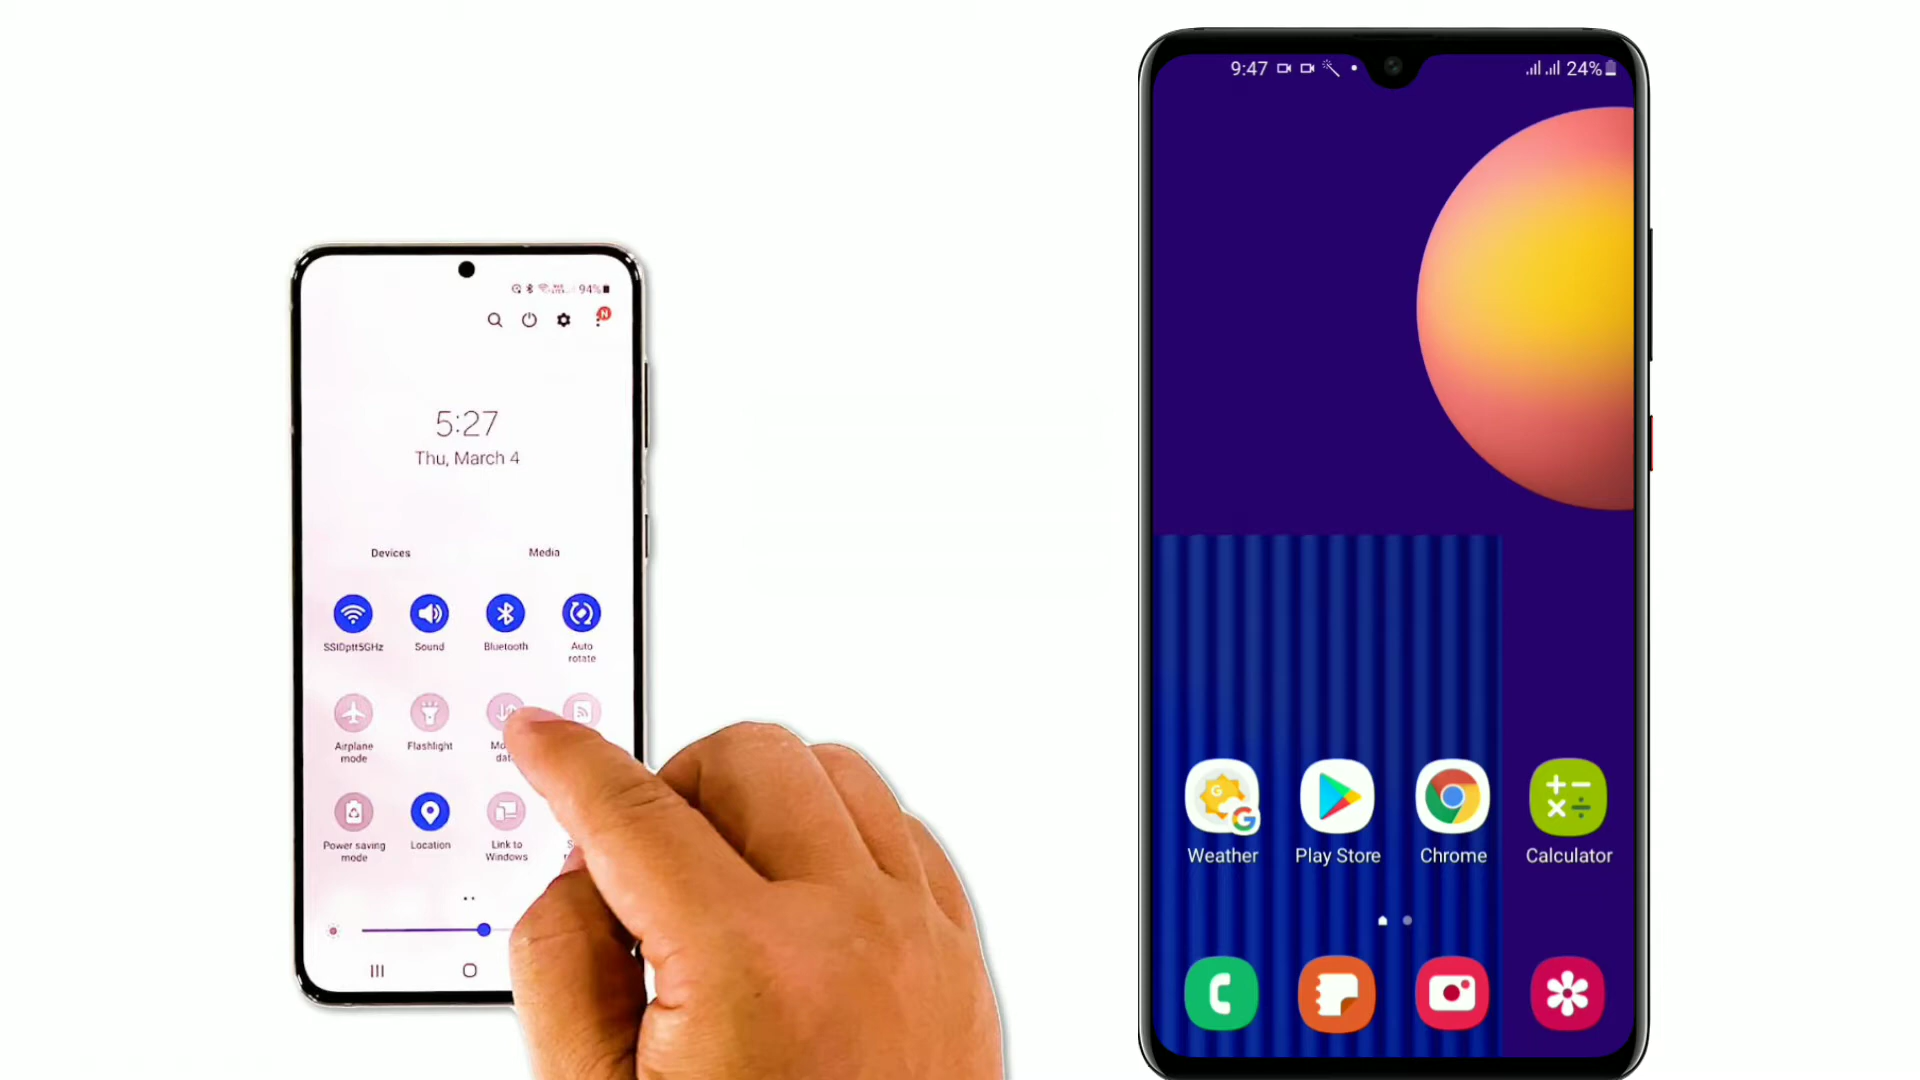 94%
N
5:27
Thu, March 4
Devices
Media
SSIDptt5GHz
Sound
Bluetooth
Auto
rotate
Airplane
mode
Flashlight
Power saving
mode
Location
Link to
Windows
9:47
24%
G
G
Weather
Play Store
Chrome
Calculator